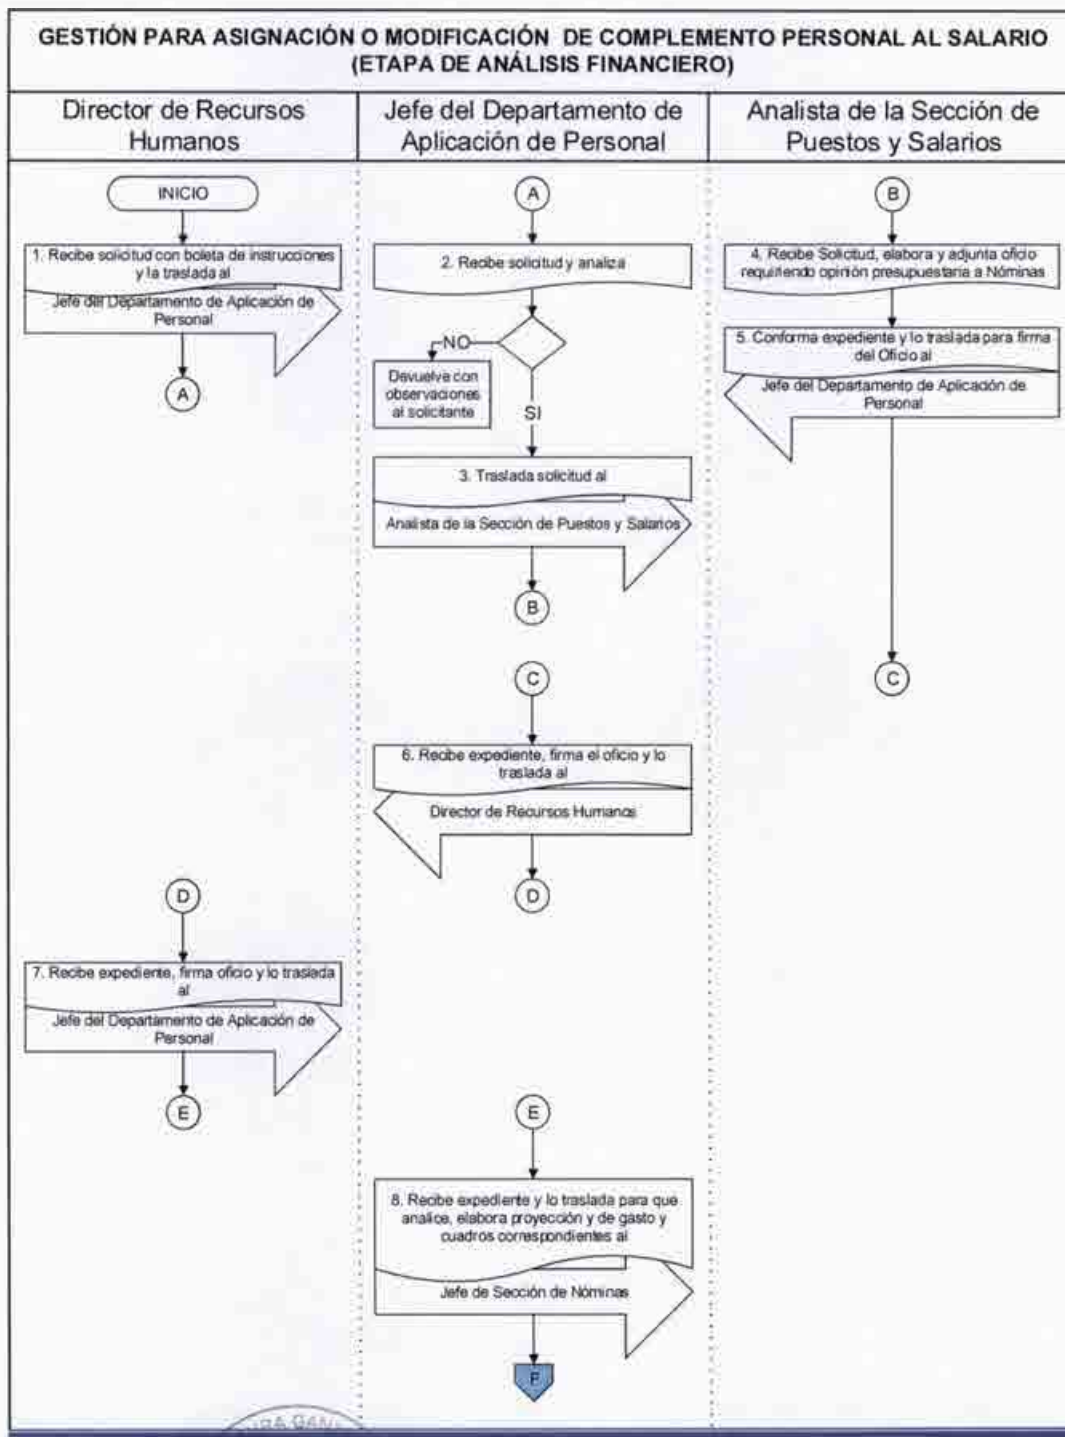 GESTIÓN PARA ASIGNACIÓN O MODIFICACIÓN DE COMPLEMENTO PERSONAL AL SALARIO
(ETAPA DE ANÁLISIS FINANCIERO)
Director de Recursos
Humanos
Jefe del Departamento de
Aplicación de Personal
Analista de la Sección de
Puestos y Salarios
INICIO
1. Recibe solicitud con boleta de instrucciones
y la traslada al
Jefe del Departamento de Aplicación de
Personal
A
A
2. Recibe solicitud y analiza
NO
Devuelve con
observaciones
al solicitante
SI
3. Traslada solicitud al
Analista de la Sección de Puestos y Salarios
B
B
4. Recibe Solicitud, elabora y adjunta oficio
requiriendo opinión presupuestaria a Nóminas
5. Conforma expediente y lo traslada para firma
del Oficio al
Jefe del Departamento de Aplicación de
Personal
C
C
6. Recibe expediente, firma el oficio y lo
traslada al
Director de Recursos Humanos
D
D
7. Recibe expediente, firma oficio y lo traslada
al
Jefe del Departamento de Aplicación de
Personal
E
E
8. Recibe expediente y lo traslada para que
analice, elabora proyección y de gasto y
cuadros correspondientes al
Jefe de Sección de Nóminas
F